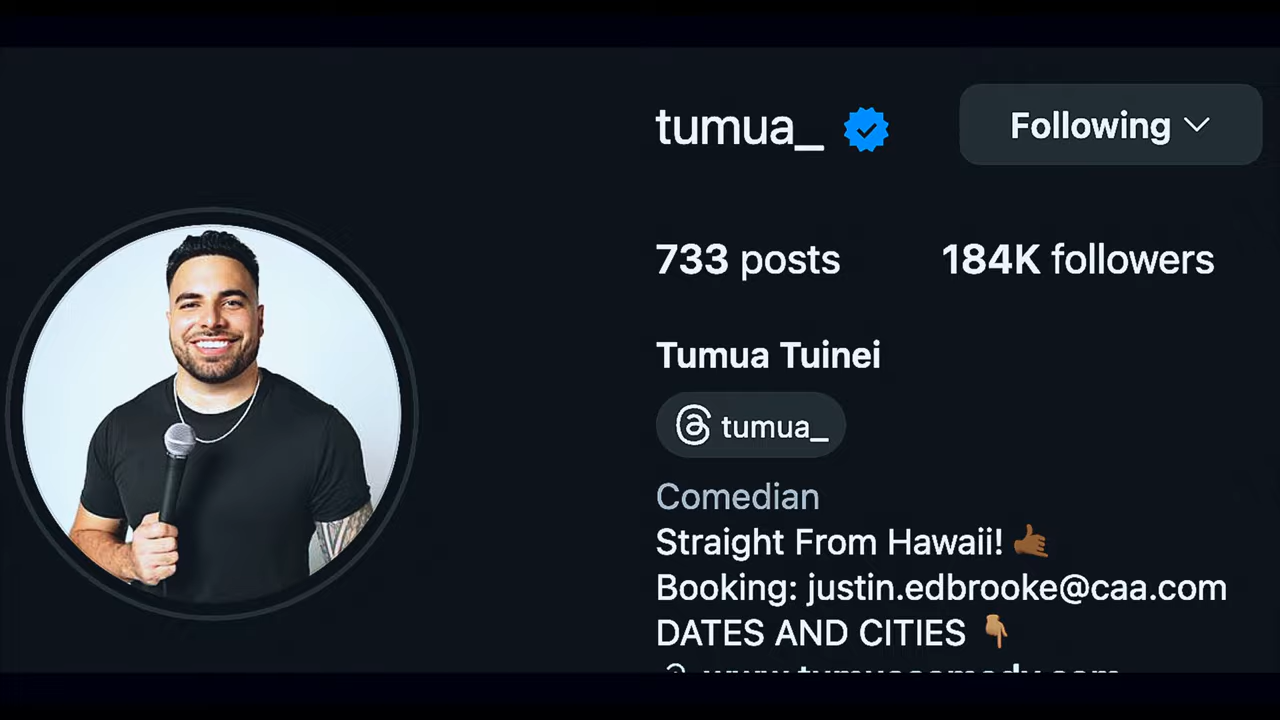 tumua_ Following
733 posts 184K followers
Tumua Tuinei
tumua_
Comedian
Straight From Hawaii! 🤙🏾
Booking: justin.edbrooke@caa.com
DATES AND CITIES 👇🏽